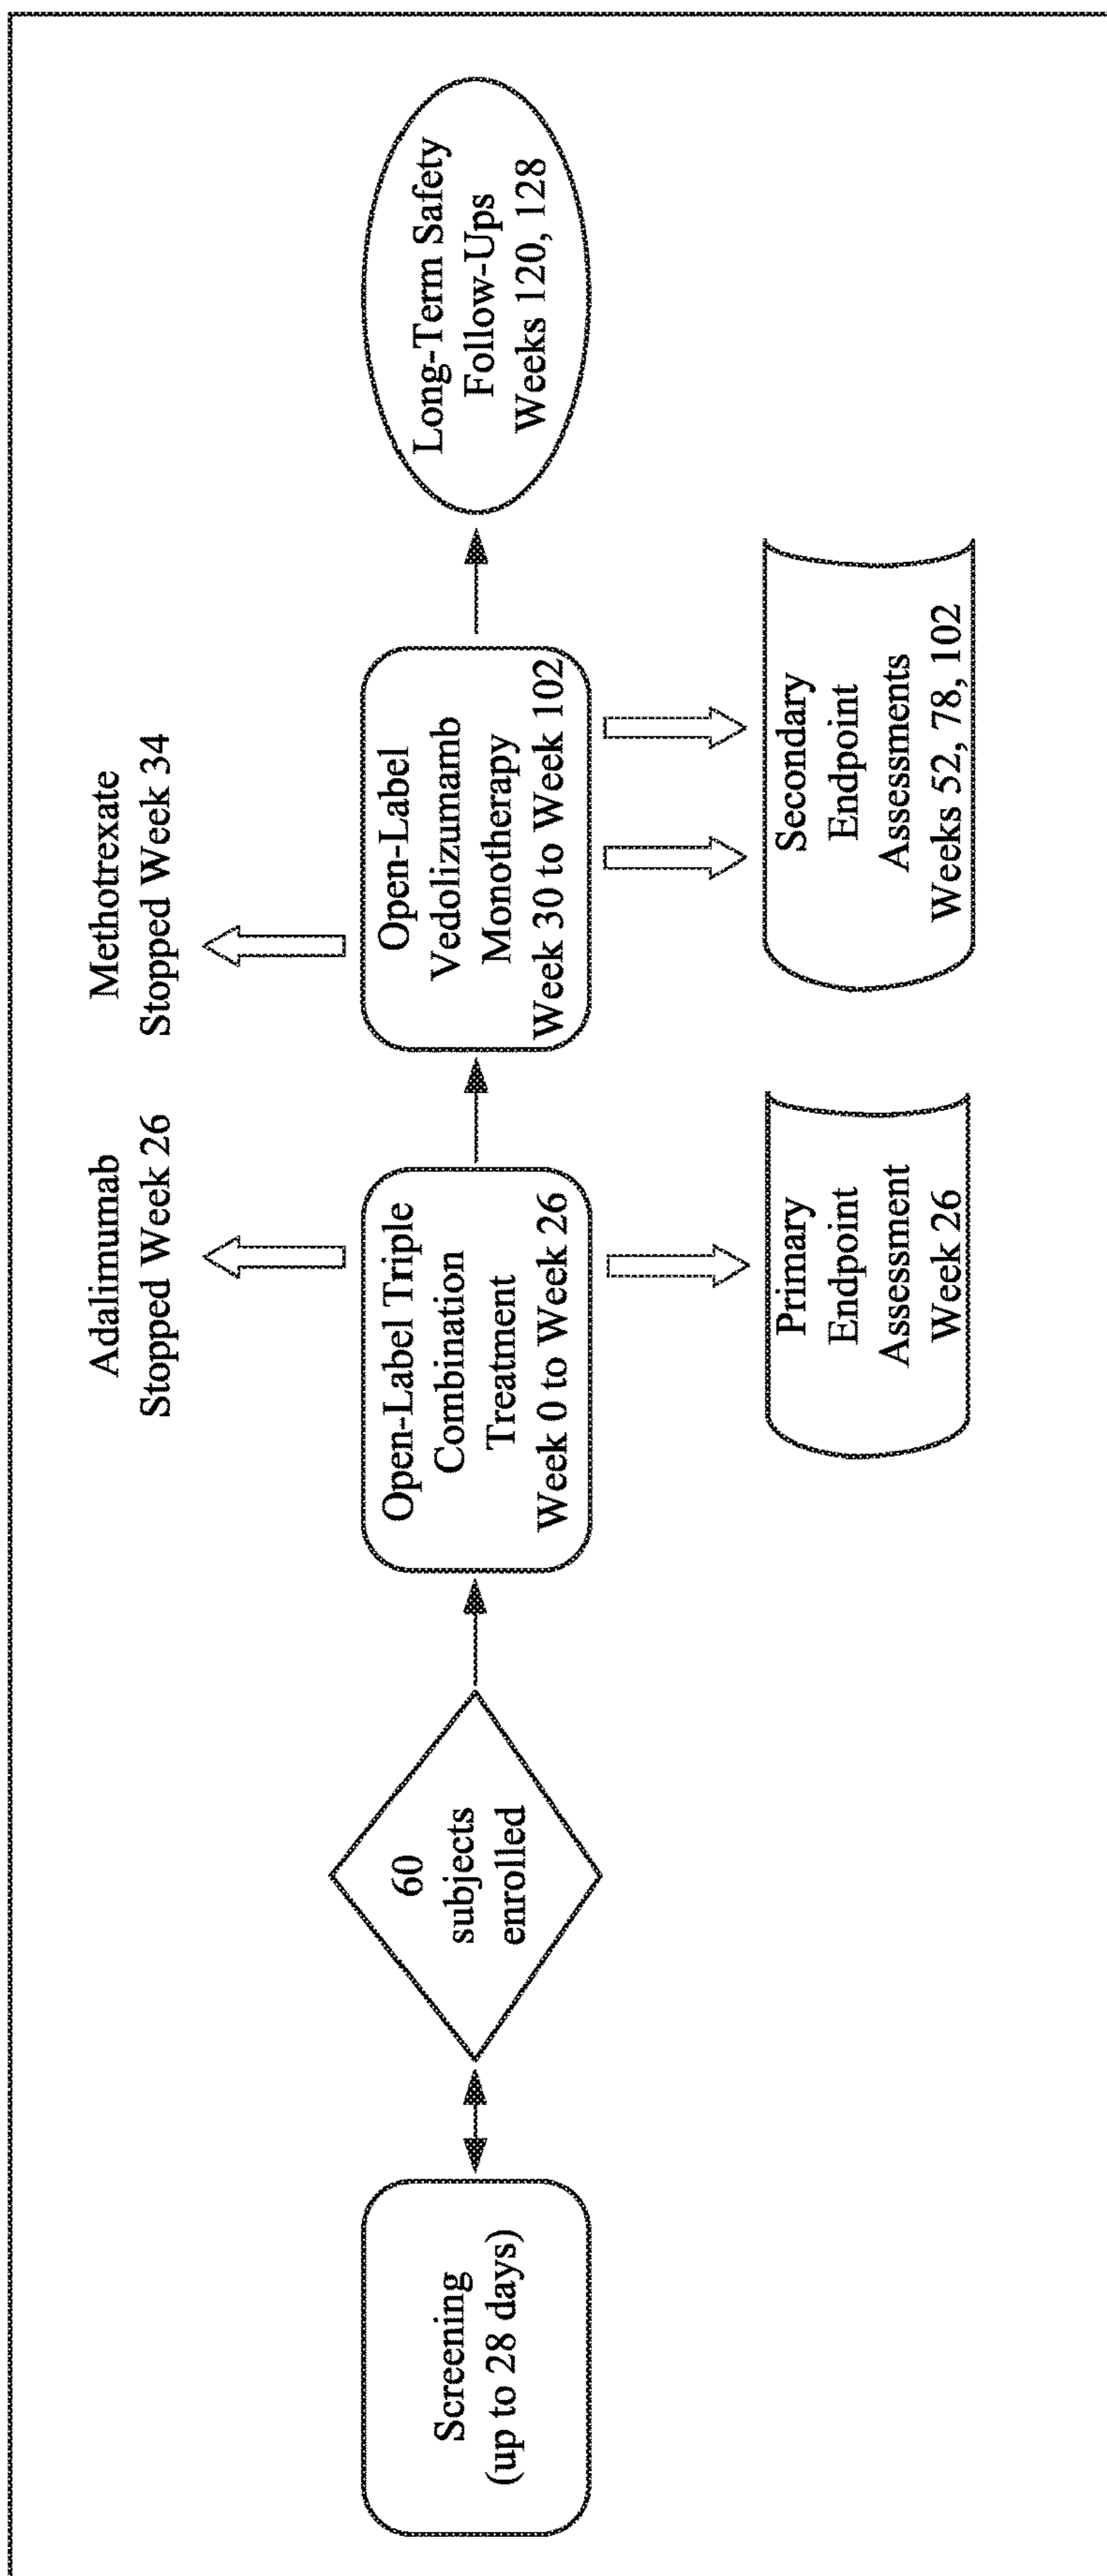 Screening
(up to 28 days)
60
subjects
enrolled
Adalimumab
Stopped Week 26
Open-Label Triple
Combination
Treatment
Week 0 to Week 26
Primary
Endpoint
Assessment
Week 26
Methotrexate
Stopped Week 34
Open-Label
Vedolizumamb
Monotherapy
Week 30 to Week 102
Secondary
Endpoint
Assessments
Weeks 52, 78, 102
Long-Term Safety
Follow-Ups
Weeks 120, 128